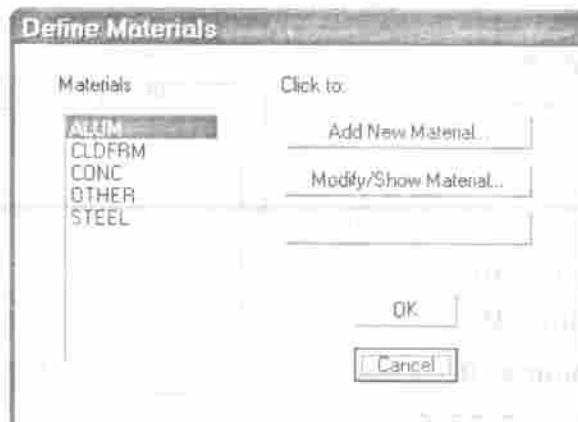 Define Materials
Materials
Click to:
ALUM
CLDFRM
CONC
OTHER
STEEL
Add New Material...
Modify/Show Material...
OK
Cancel